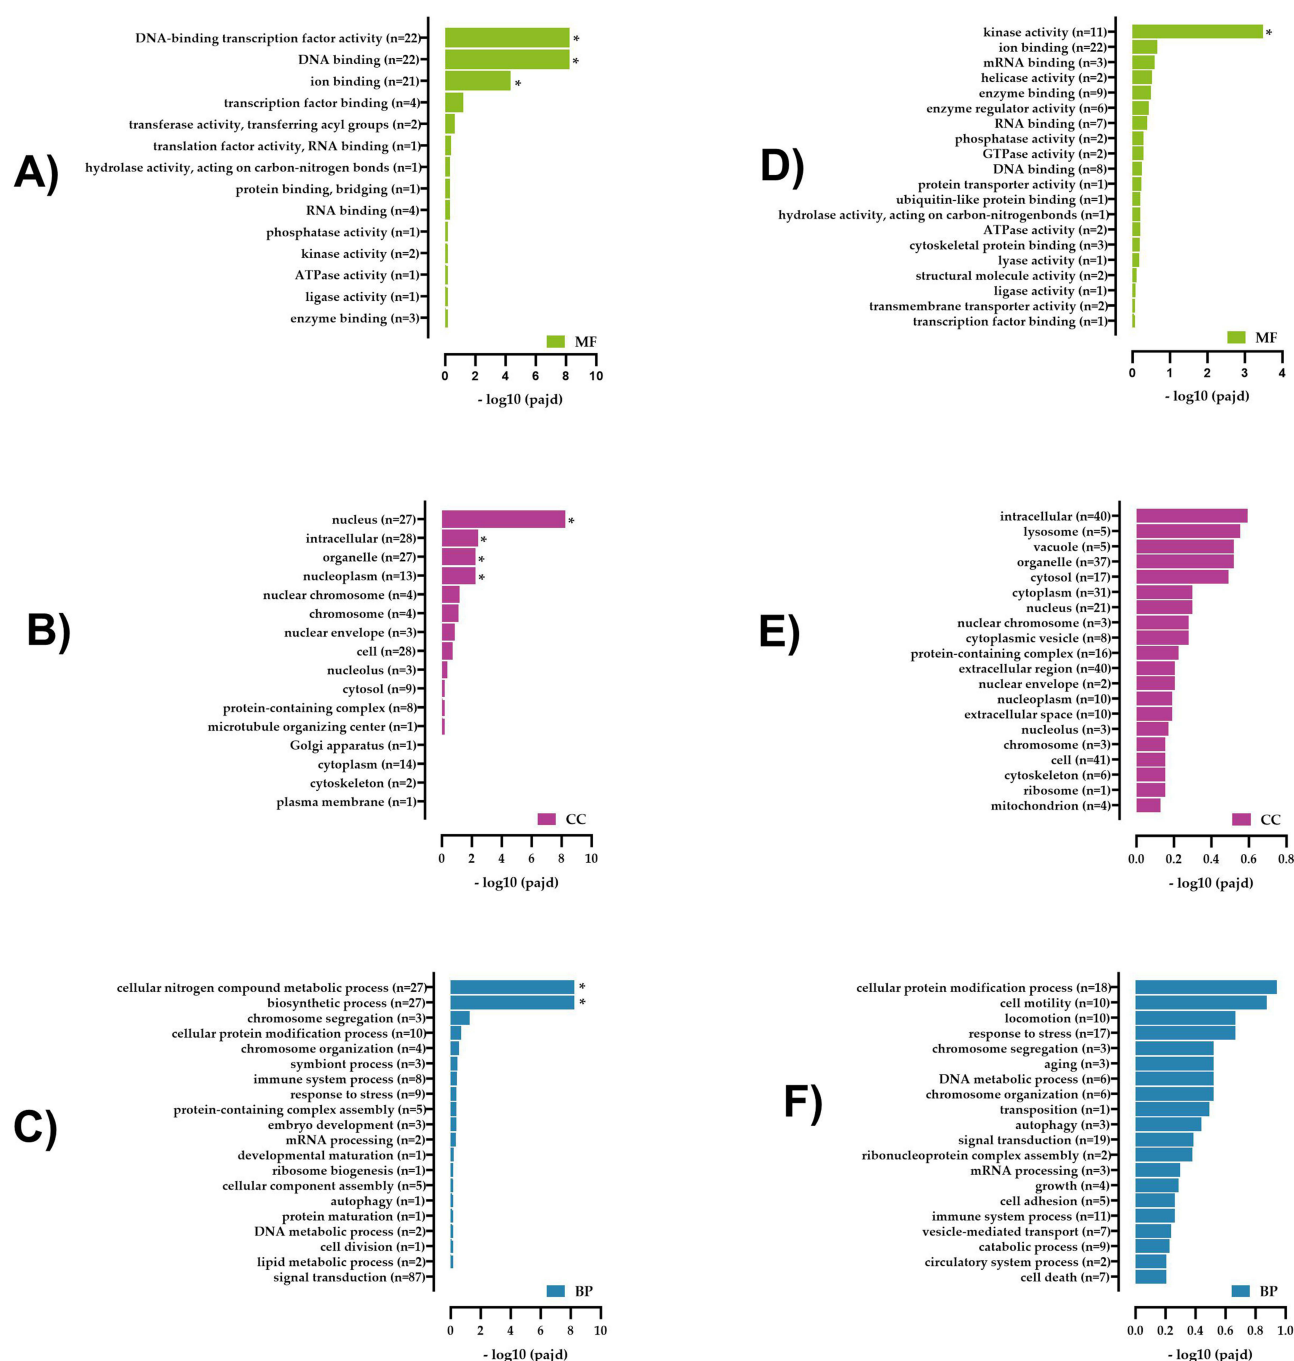 A)
DNA-binding transcription factor activity (n=22)
*
DNA binding (n=22)
*
ion binding (n=21)
*
transcription factor binding (n=4)
transferase activity, transferring acyl groups (n=2)
translation factor activity, RNA binding (n=1)
hydrolase activity, acting on carbon-nitrogen bonds (n=1)
protein binding, bridging (n=1)
RNA binding (n=4)
phosphatase activity (n=1)
kinase activity (n=2)
ATPase activity (n=1)
ligase activity (n=1)
enzyme binding (n=3)
MF
0 2 4 6 8 10
- log10 (pajd)
D)
kinase activity (n=11)
*
ion binding (n=22)
mRNA binding (n=3)
helicase activity (n=2)
enzyme binding (n=9)
enzyme regulator activity (n=6)
RNA binding (n=7)
phosphatase activity (n=2)
GTPase activity (n=2)
DNA binding (n=8)
protein transporter activity (n=1)
ubiquitin-like protein binding (n=1)
hydrolase activity, acting on carbon-nitrogenbonds (n=1)
ATPase activity (n=2)
cytoskeletal protein binding (n=3)
lyase activity (n=1)
structural molecule activity (n=2)
ligase activity (n=1)
transmembrane transporter activity (n=2)
transcription factor binding (n=1)
MF
0 1 2 3 4
- log10 (pajd)
B)
nucleus (n=27)
*
intracellular (n=28)
*
organelle (n=27)
*
nucleoplasm (n=13)
*
nuclear chromosome (n=4)
chromosome (n=4)
nuclear envelope (n=3)
cell (n=28)
nucleolus (n=3)
cytosol (n=9)
protein-containing complex (n=8)
microtubule organizing center (n=1)
Golgi apparatus (n=1)
cytoplasm (n=14)
cytoskeleton (n=2)
plasma membrane (n=1)
CC
0 2 4 6 8 10
- log10 (pajd)
E)
intracellular (n=40)
lysosome (n=5)
vacuole (n=5)
organelle (n=37)
cytosol (n=17)
cytoplasm (n=31)
nucleus (n=21)
nuclear chromosome (n=3)
cytoplasmic vesicle (n=8)
protein-containing complex (n=16)
extracellular region (n=40)
nuclear envelope (n=2)
nucleoplasm (n=10)
extracellular space (n=10)
nucleolus (n=3)
chromosome (n=3)
cell (n=41)
cytoskeleton (n=6)
ribosome (n=1)
mitochondrion (n=4)
CC
0.0 0.2 0.4 0.6 0.8
- log10 (pajd)
C)
cellular nitrogen compound metabolic process (n=27)
*
biosynthetic process (n=27)
*
chromosome segregation (n=3)
cellular protein modification process (n=10)
chromosome organization (n=4)
symbiont process (n=3)
immune system process (n=8)
response to stress (n=9)
protein-containing complex assembly (n=5)
embryo development (n=3)
mRNA processing (n=2)
developmental maturation (n=1)
ribosome biogenesis (n=1)
cellular component assembly (n=5)
autophagy (n=1)
protein maturation (n=1)
DNA metabolic process (n=2)
cell division (n=1)
lipid metabolic process (n=2)
signal transduction (n=87)
BP
0 2 4 6 8 10
- log10 (pajd)
F)
cellular protein modification process (n=18)
cell motility (n=10)
locomotion (n=10)
response to stress (n=17)
chromosome segregation (n=3)
aging (n=3)
DNA metabolic process (n=6)
chromosome organization (n=6)
transposition (n=1)
autophagy (n=3)
signal transduction (n=19)
ribonucleoprotein complex assembly (n=2)
mRNA processing (n=3)
growth (n=4)
cell adhesion (n=5)
immune system process (n=11)
vesicle-mediated transport (n=7)
catabolic process (n=9)
circulatory system process (n=2)
cell death (n=7)
BP
0.0 0.2 0.4 0.6 0.8 1.0
- log10 (pajd)